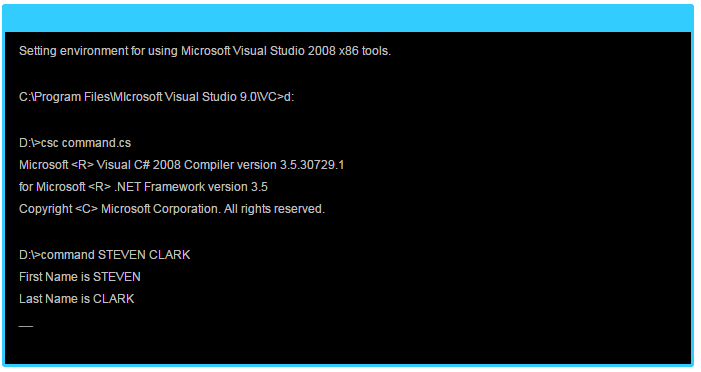 Setting environment for using Microsoft Visual Studio 2008 x86 tools.
C:\Program Files\MIcrosoft Visual Studio 9.0\VC>d:
D:\>csc command.cs
Microsoft <R> Visual C# 2008 Compiler version 3.5.30729.1
for Microsoft <R> .NET Framework version 3.5
Copyright <C> Microsoft Corporation. All rights reserved.
D:\>command STEVEN CLARK
First Name is STEVEN
Last Name is CLARK
__